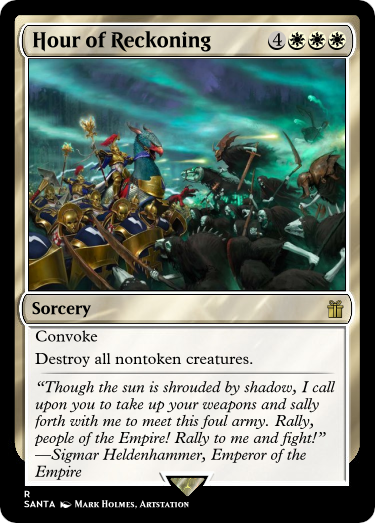 Hour of Reckoning 4
Sorcery
Convoke
Destroy all nontoken creatures.
“Though the sun is shrouded by shadow, I call
upon you to take up your weapons and sally
forth with me to meet this foul army. Rally,
people of the Empire! Rally to me and fight!”
—Sigmar Heldenhammer, Emperor of the
Empire
R
SANTA Mark Holmes, Artstation